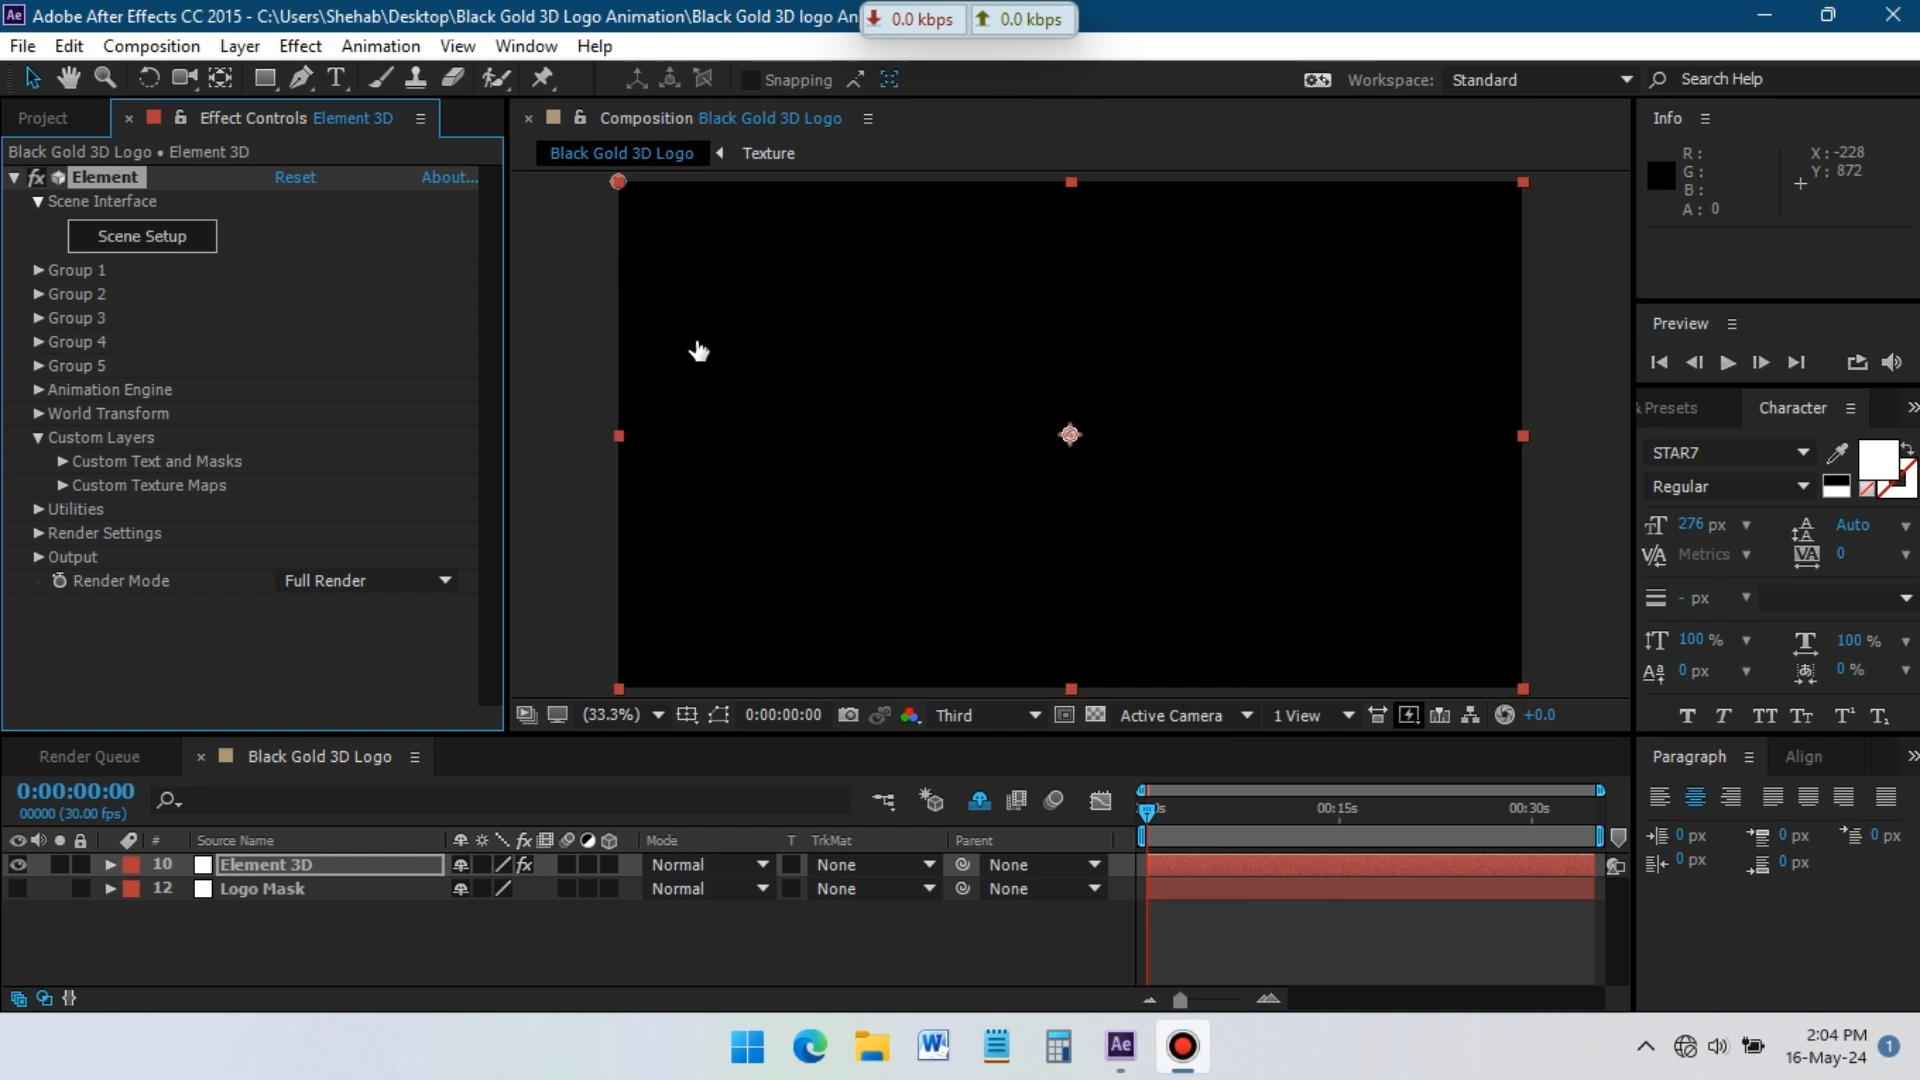 Adobe After Effects CC 2015 - C:\Users\Shehab\Desktop\Black Gold 3D Logo Animation\Black Gold 3D logo An
0.0 kbps
0.0 kbps
File Edit Composition Layer Effect Animation View Window Help
Snapping
Workspace: Standard
Search Help
Project
Effect Controls Element 3D
Composition Black Gold 3D Logo
Info
Black Gold 3D Logo • Element 3D
Black Gold 3D Logo
Texture
R:
G:
B:
A: 0
X: -228
Y: 872
fx Element
Reset
About...
Scene Interface
Scene Setup
Group 1
Group 2
Group 3
Group 4
Group 5
Animation Engine
World Transform
Custom Layers
Custom Text and Masks
Custom Texture Maps
Utilities
Render Settings
Output
Render Mode
Full Render
Preview
& Presets
Character
STAR7
Regular
276 px
Auto
Metrics
0
- px
100 %
100 %
0 px
0 %
(33.3%)
0:00:00:00
Third
Active Camera
1 View
+0.0
Render Queue
Black Gold 3D Logo
0:00:00:00
00000 (30.00 fps)
00:15s
00:30s
# Source Name
Mode
T TrkMat
Parent
10 Element 3D
fx
Normal
None
None
12 Logo Mask
Normal
None
None
Paragraph
Align
0 px
0 px
0 px
0 px
0 px
2:04 PM
16-May-24
1